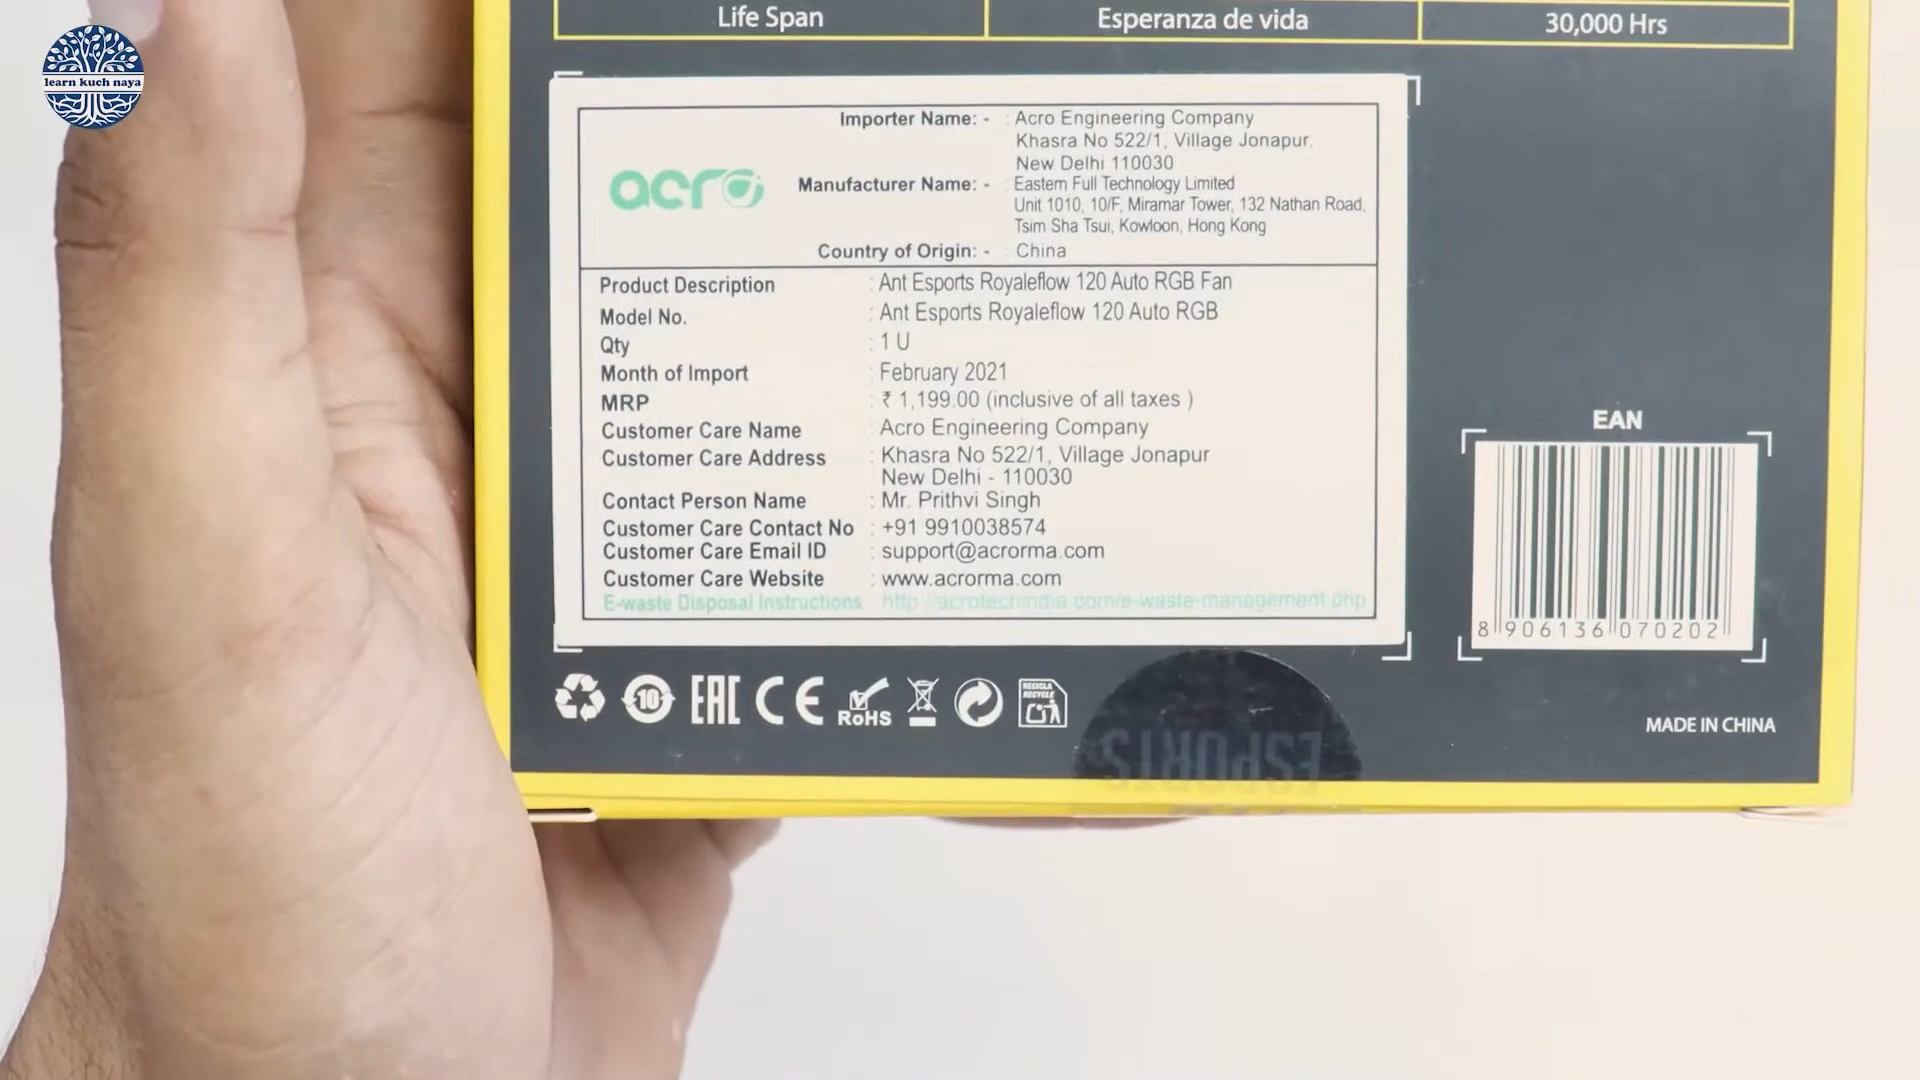 learn kuch naya
Life Span Esperanza de vida 30,000 Hrs
acro
Importer Name: - : Acro Engineering Company
Khasra No 522/1, Village Jonapur,
New Delhi 110030
Manufacturer Name: - : Eastern Full Technology Limited
Unit 1010, 10/F, Miramar Tower, 132 Nathan Road,
Tsim Sha Tsui, Kowloon, Hong Kong
Country of Origin: - : China
Product Description : Ant Esports Royaleflow 120 Auto RGB Fan
Model No. : Ant Esports Royaleflow 120 Auto RGB
Qty : 1 U
Month of Import : February 2021
MRP : ₹ 1,199.00 (inclusive of all taxes )
Customer Care Name : Acro Engineering Company
Customer Care Address : Khasra No 522/1, Village Jonapur
New Delhi - 110030
Contact Person Name : Mr. Prithvi Singh
Customer Care Contact No : +91 9910038574
Customer Care Email ID : support@acrorma.com
Customer Care Website : www.acrorma.com
E-waste Disposal Instructions http://acrotechindia.com/e-waste-management.php
EAN
8 906136 070202
10 EAC CE RoHS RECICLA RECYCLE
ESPORTS
MADE IN CHINA